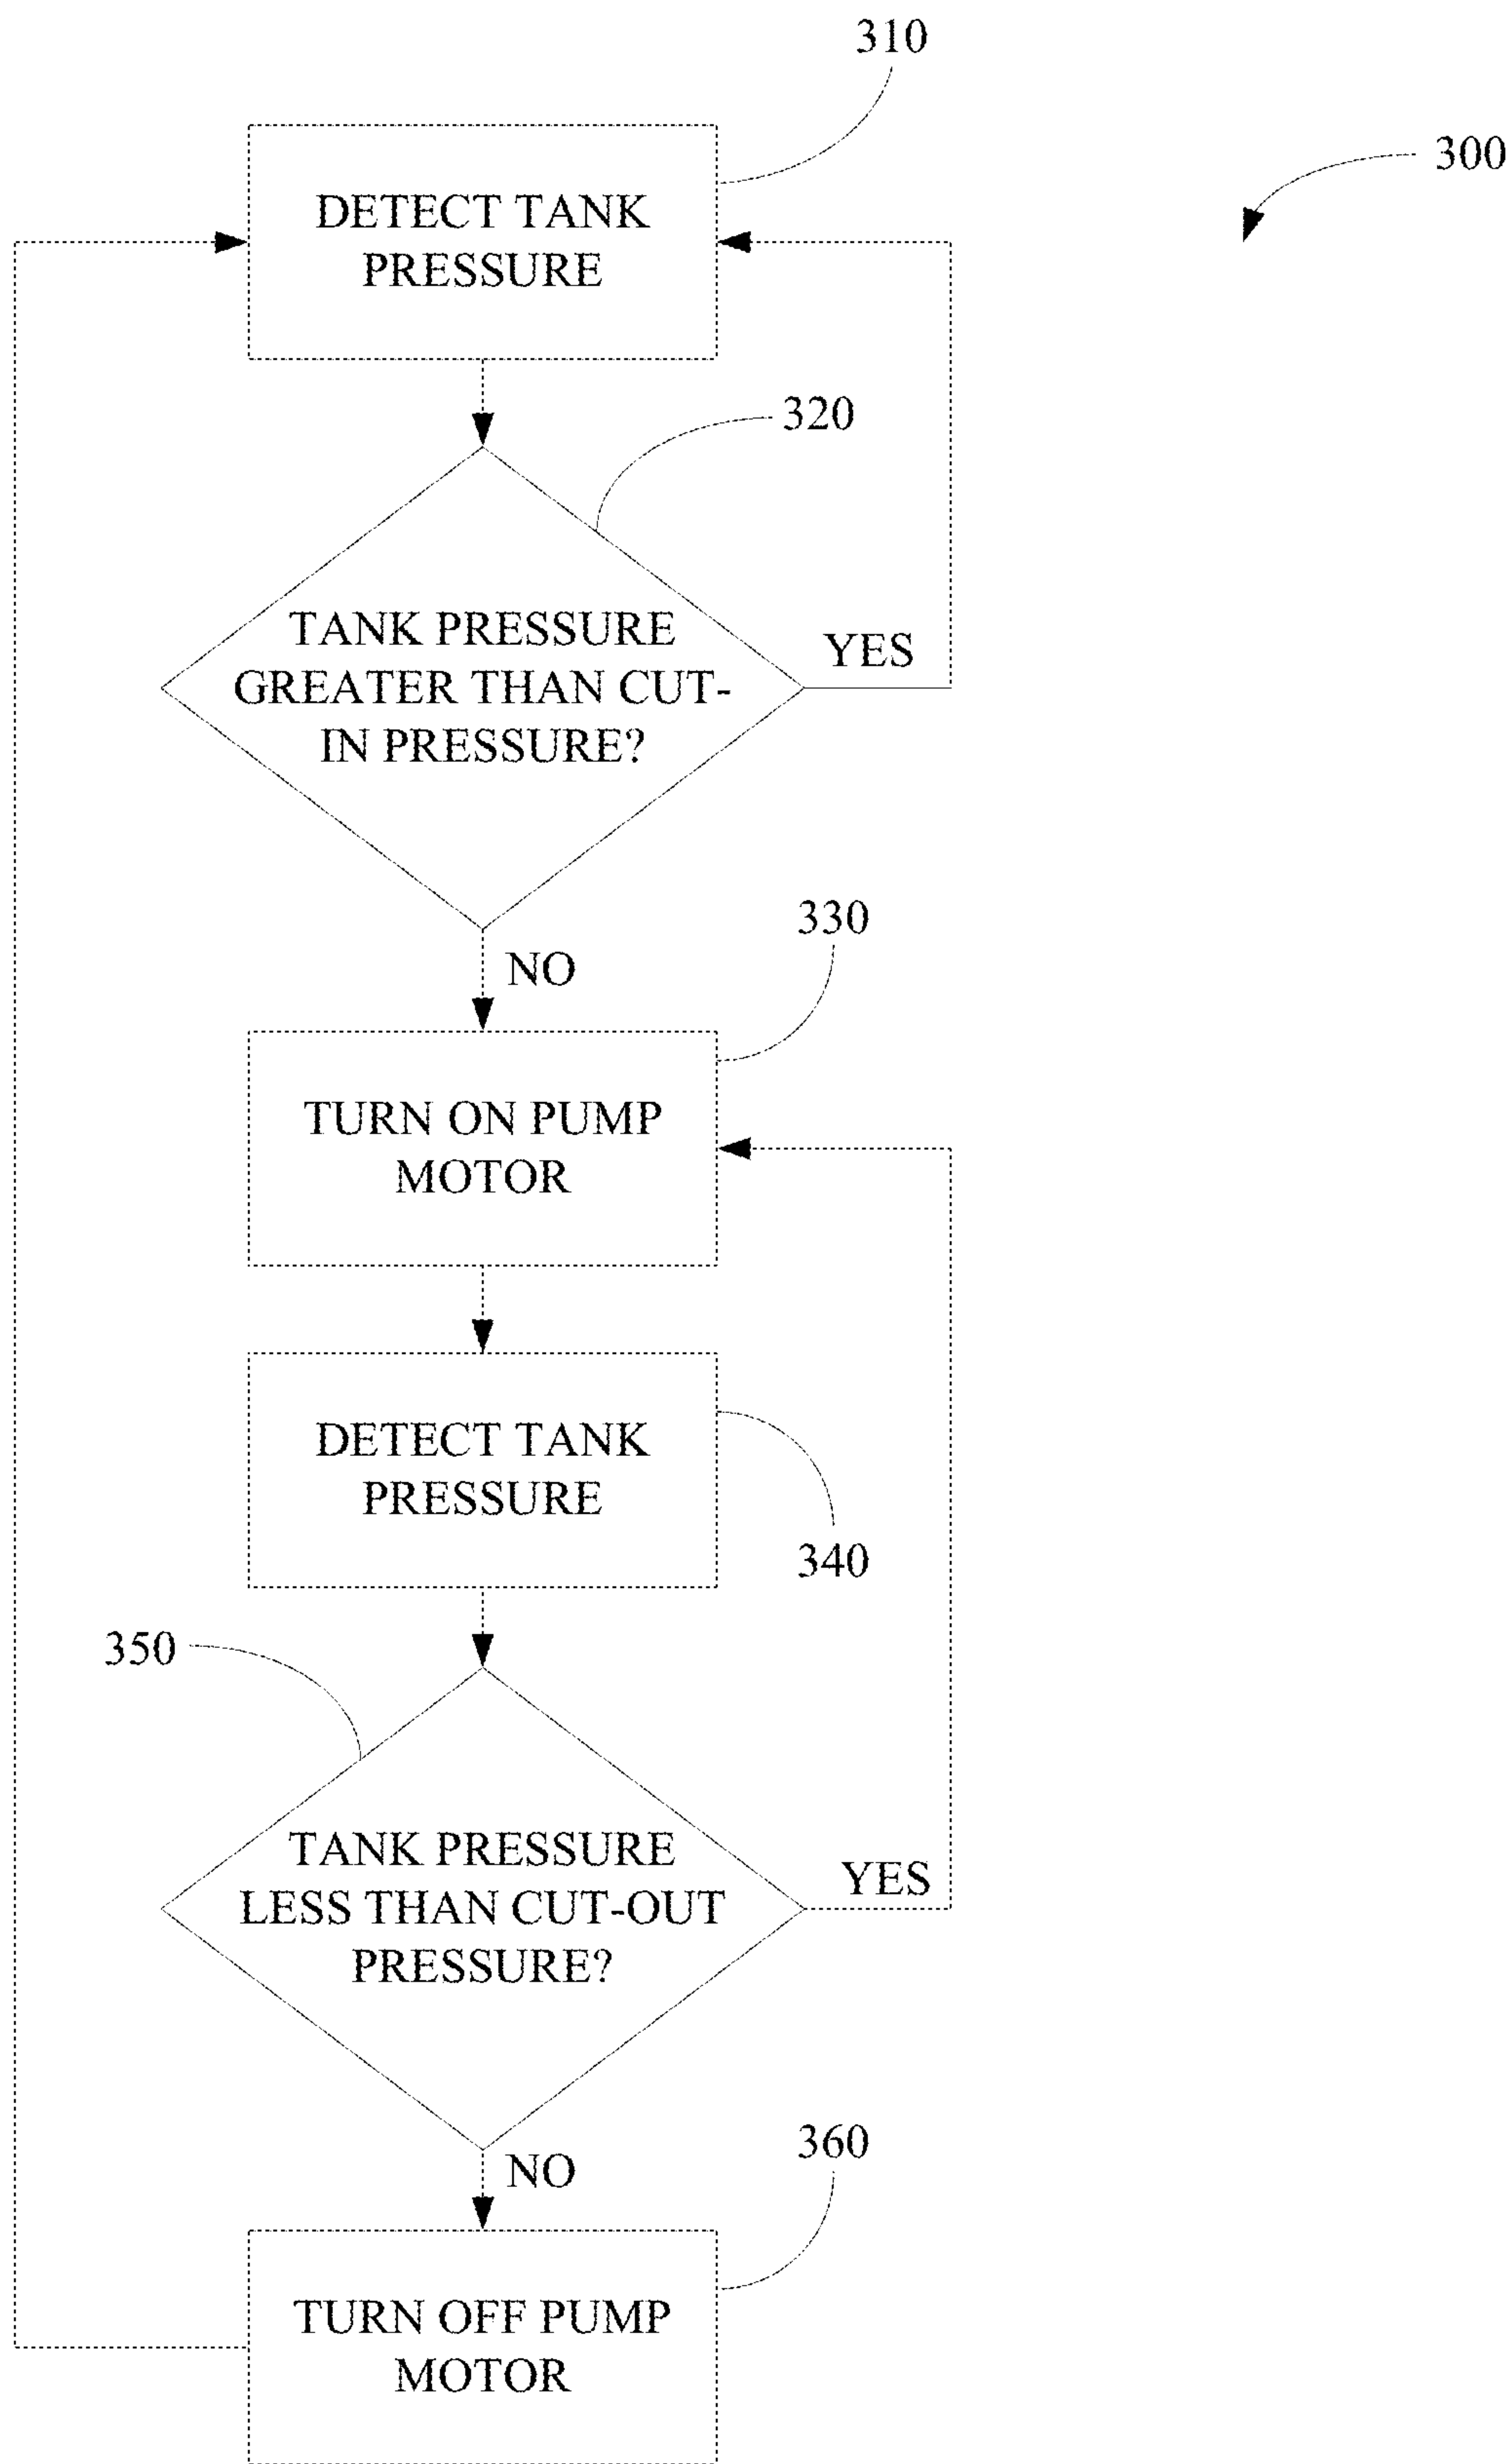 310
300
DETECT TANK
PRESSURE
320
TANK PRESSURE
GREATER THAN CUT-
IN PRESSURE?
YES
330
NO
TURN ON PUMP
MOTOR
DETECT TANK
PRESSURE
340
350
TANK PRESSURE
LESS THAN CUT-OUT
PRESSURE?
YES
360
NO
TURN OFF PUMP
MOTOR